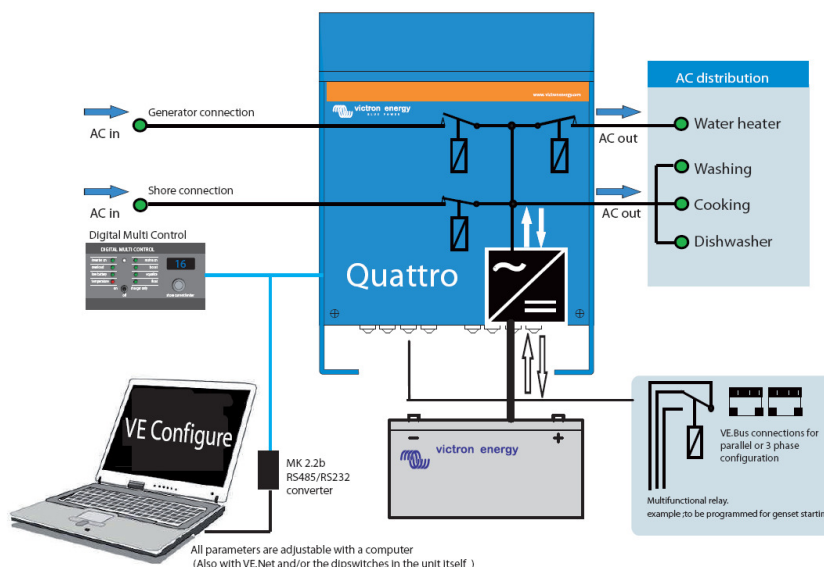 www.victronenergy.com
victron energy
BLUE POWER
AC distribution
Generator connection
AC in
AC out
Water heater
Washing
Shore connection
AC in
AC out
Cooking
Dishwasher
Digital Multi Control
DIGITAL MULTI CONTROL
16
Quattro
VE Configure
MK 2.2b
RS485/RS232
converter
- +
victron energy
VE.Bus connections for
parallel or 3 phase
configuration
Multifunctional relay.
example ;to be programmed for genset startin
All parameters are adjustable with a computer
(Also with VE.Net and/or the dipswitches in the unit itself )